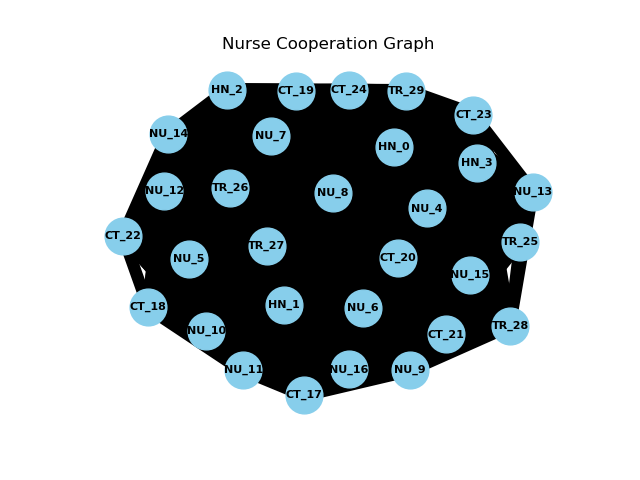 Nurse Cooperation Graph
HN_2
CT_19
CT_24
TR_29
CT_23
NU_14
NU_7
HN_0
HN_3
NU_12
TR_26
NU_8
NU_13
NU_4
CT_22
TR_27
TR_25
NU_5
CT_20
NU_15
CT_18
HN_1
NU_6
TR_28
NU_10
CT_21
NU_11
NU_16
NU_9
CT_17